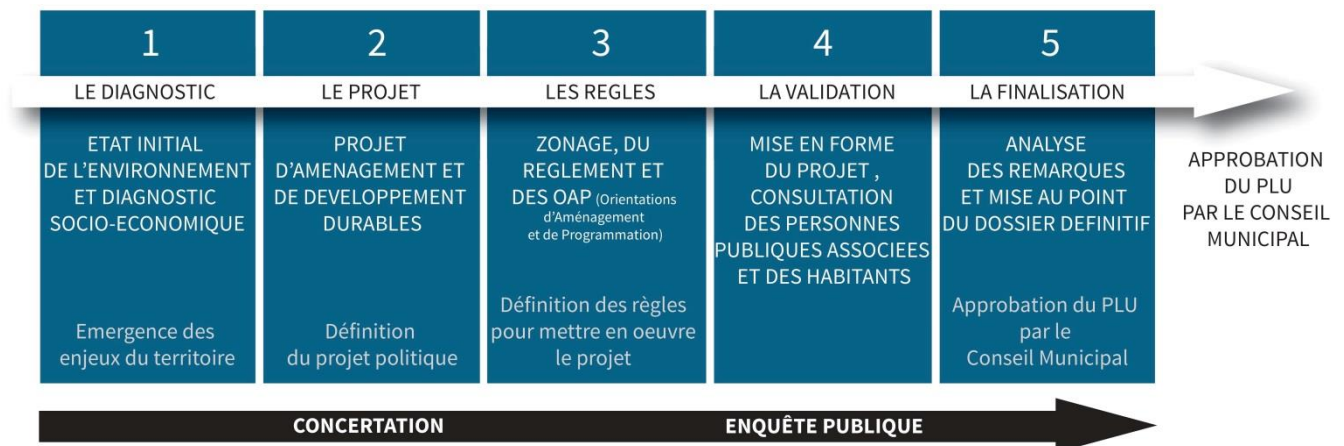 1
LE DIAGNOSTIC
ETAT INITIAL
DE L'ENVIRONNEMENT
ET DIAGNOSTIC
SOCIO-ECONOMIQUE
Emergence des
enjeux du territoire
2
LE PROJET
PROJET
D'AMENAGEMENT ET
DE DEVELOPPEMENT
DURABLES
Définition
du projet politique
3
LES REGLES
ZONAGE, DU
REGLEMENT ET
DES OAP (Orientations
d'Aménagement
et de Programmation)
Définition des règles
pour mettre en oeuvre
le projet
4
LA VALIDATION
MISE EN FORME
DU PROJET ,
CONSULTATION
DES PERSONNES
PUBLIQUES ASSOCIEES
ET DES HABITANTS
5
LA FINALISATION
ANALYSE
DES REMARQUES
ET MISE AU POINT
DU DOSSIER DEFINITIF
Approbation du PLU
par le
Conseil Municipal
APPROBATION
DU PLU
PAR LE CONSEIL
MUNICIPAL
CONCERTATION
ENQUÊTE PUBLIQUE